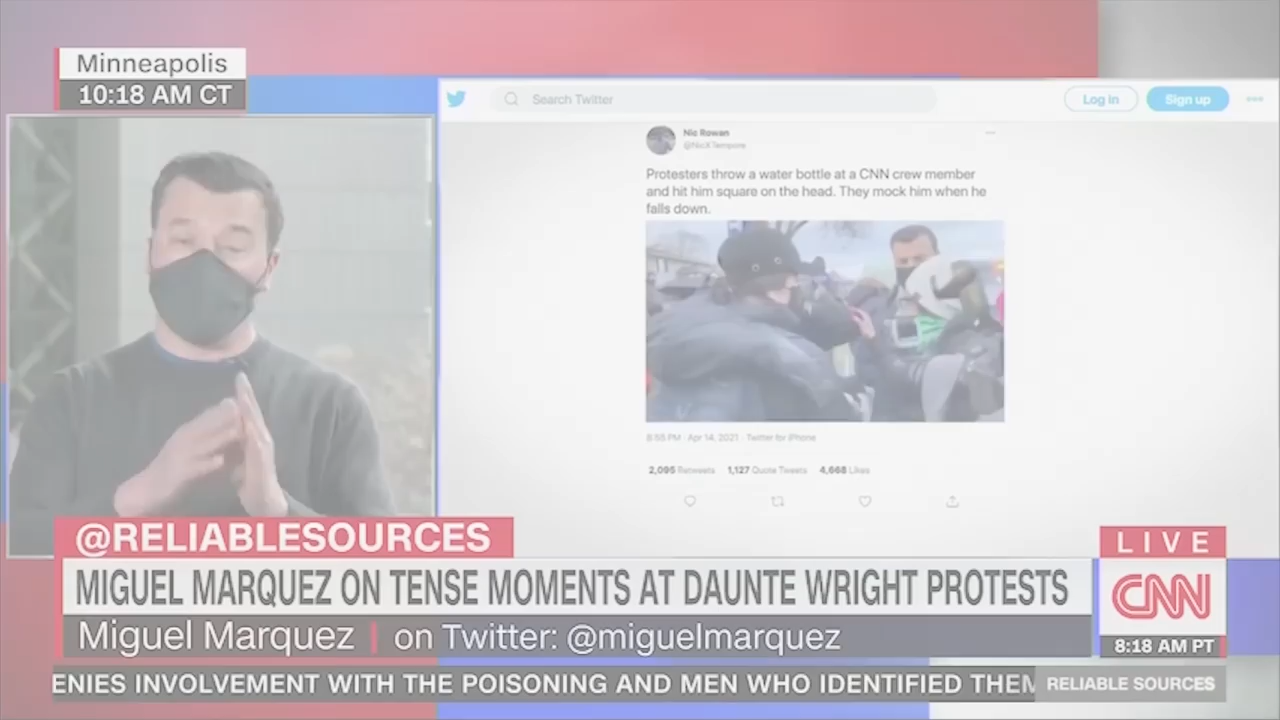 Minneapolis
10:18 AM CT
Search Twitter
Log in
Sign up
Nic Rowan
@NicXTempore
Protesters throw a water bottle at a CNN crew member
and hit him square on the head. They mock him when he
falls down.
8:55 PM · Apr 14, 2021 · Twitter for iPhone
2,095 Retweets 1,127 Quote Tweets 4,668 Likes
@RELIABLESOURCES
LIVE
MIGUEL MARQUEZ ON TENSE MOMENTS AT DAUNTE WRIGHT PROTESTS
CNN
Miguel Marquez | on Twitter: @miguelmarquez
8:18 AM PT
ENIES INVOLVEMENT WITH THE POISONING AND MEN WHO IDENTIFIED THEM
RELIABLE SOURCES